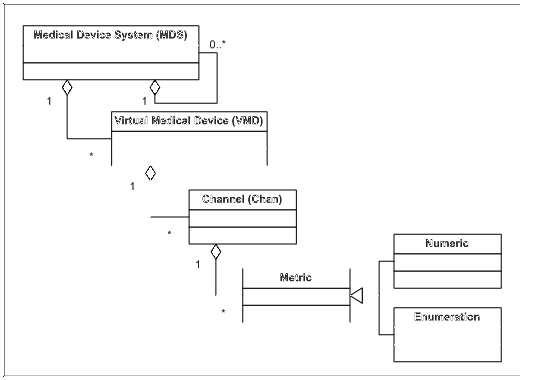 Medical Device System (MDS)
0..*
1
1
Virtual Medical Device (VMD)
*
1
Channel (Chan)
*
1
Numeric
Metric
*
Enumeration